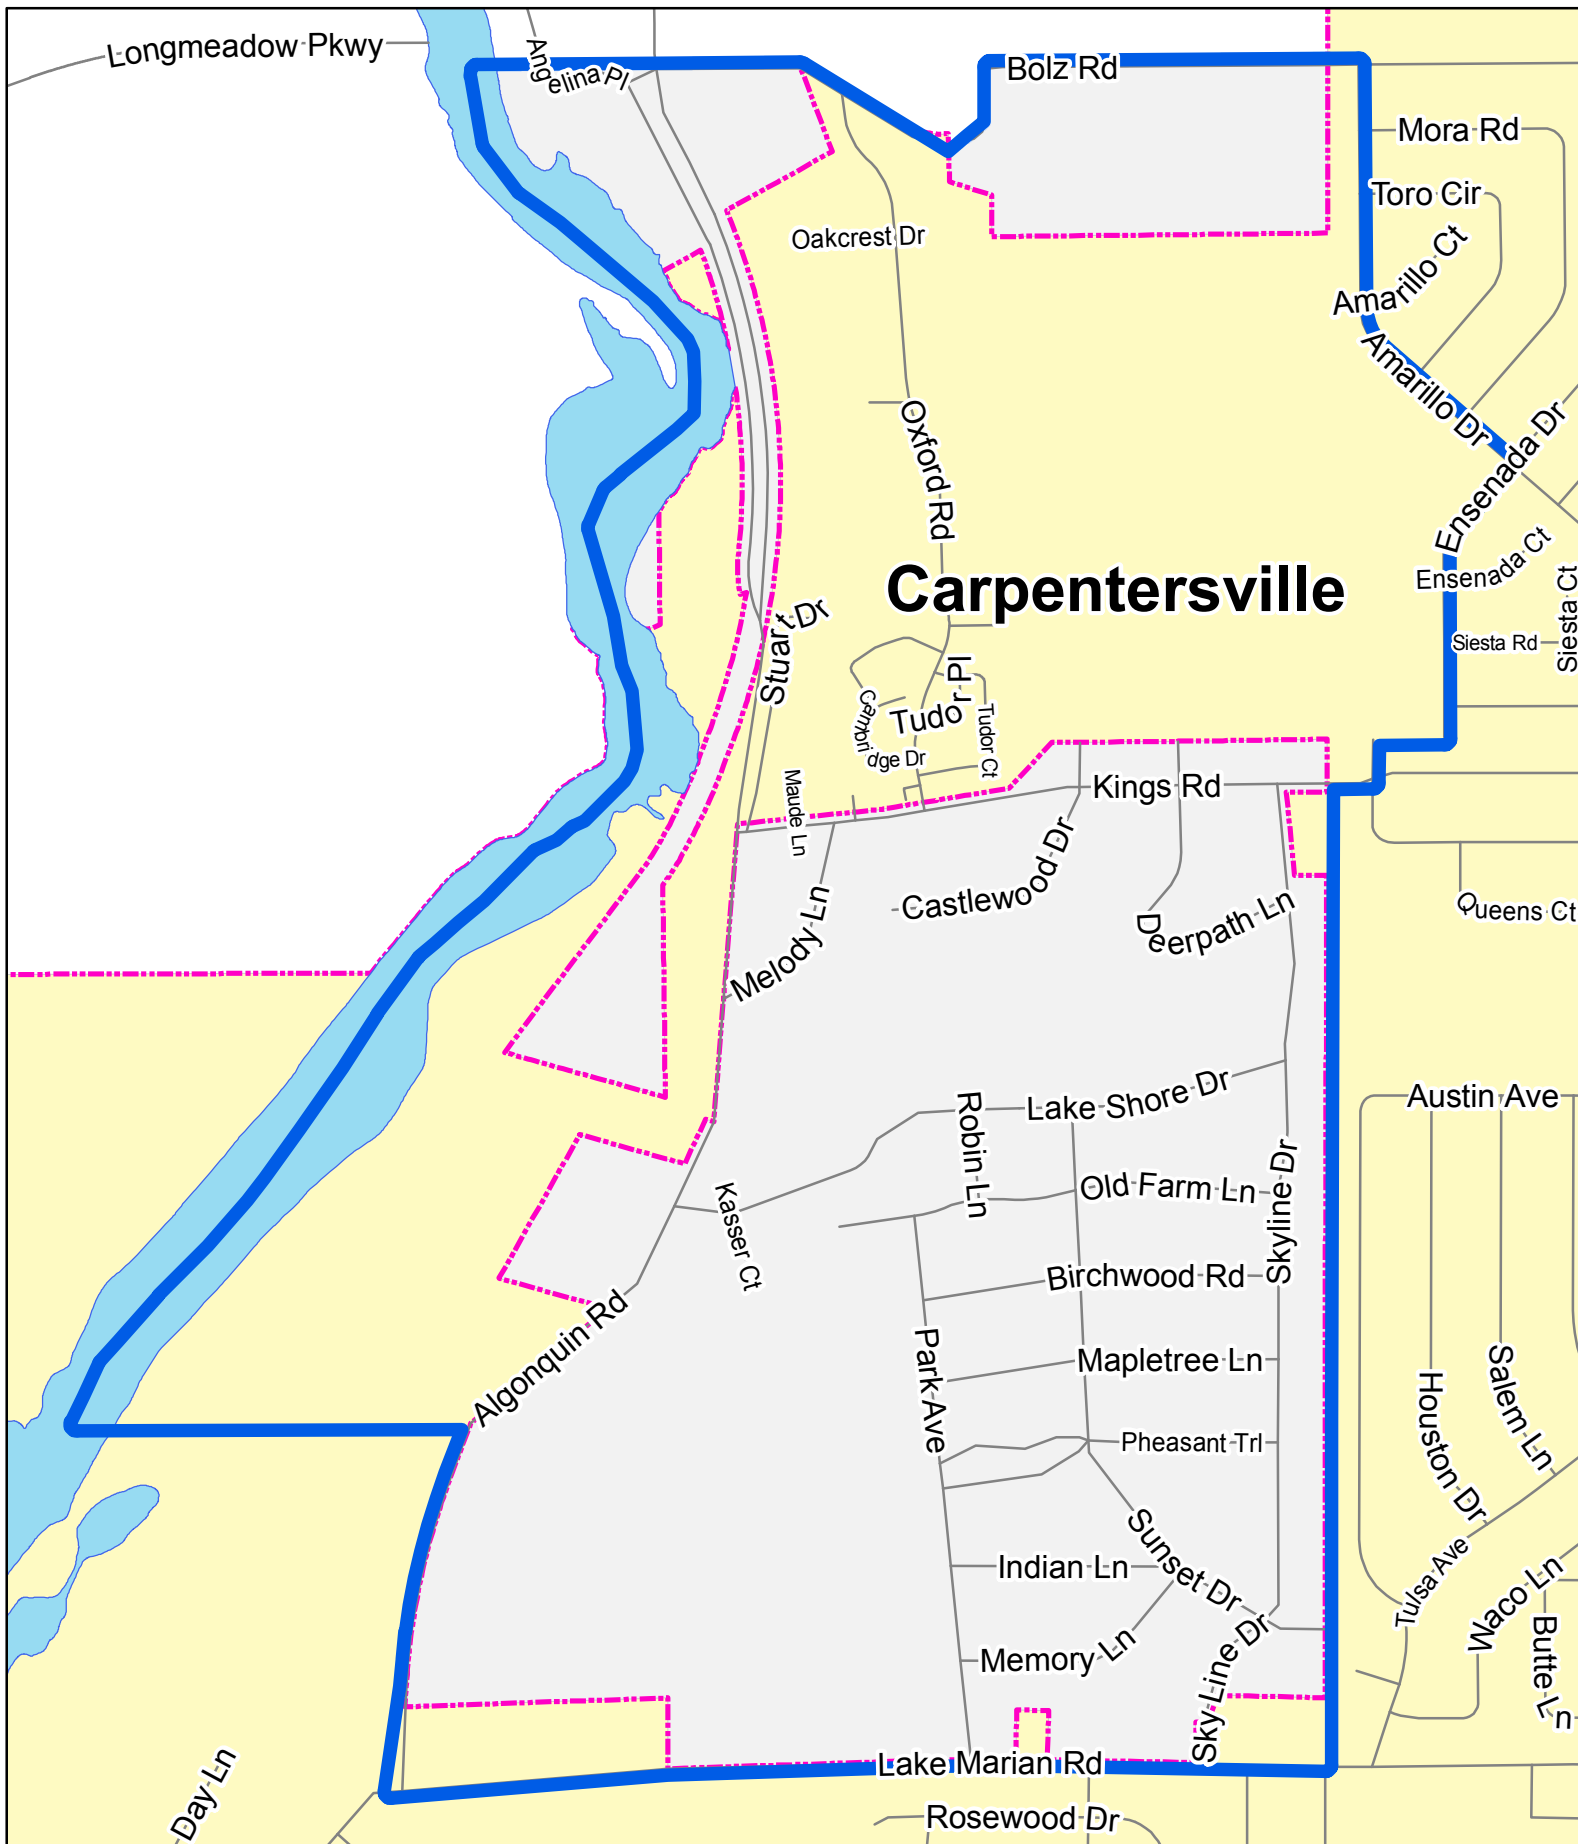 Longmeadow Pkwy
Angelina Pl
Bolz Rd
Mora Rd
Toro Cir
Oakcrest Dr
Amarillo Ct
Amarillo Dr
Ensenada Dr
Oxford Rd
Ensenada Ct
Carpentersville
Siesta Ct
Siesta Rd
Stuart Dr
Tudor Pl
Cambridge Dr
Tudor Ct
Maude Ln
Kings Rd
Castlewood Dr
Deerpath Ln
Queens Ct
Melody Ln
Lake Shore Dr
Austin Ave
Robin Ln
Old Farm Ln
Skyline Dr
Kasser Ct
Birchwood Rd
Algonquin Rd
Park Ave
Mapletree Ln
Houston Dr
Salem Ln
Pheasant Trl
Sunset Dr
Indian Ln
Tulsa Ave
Waco Ln
Butte Ln
Memory Ln
Sky Line Dr
Lake Marian Rd
Day Ln
Rosewood Dr